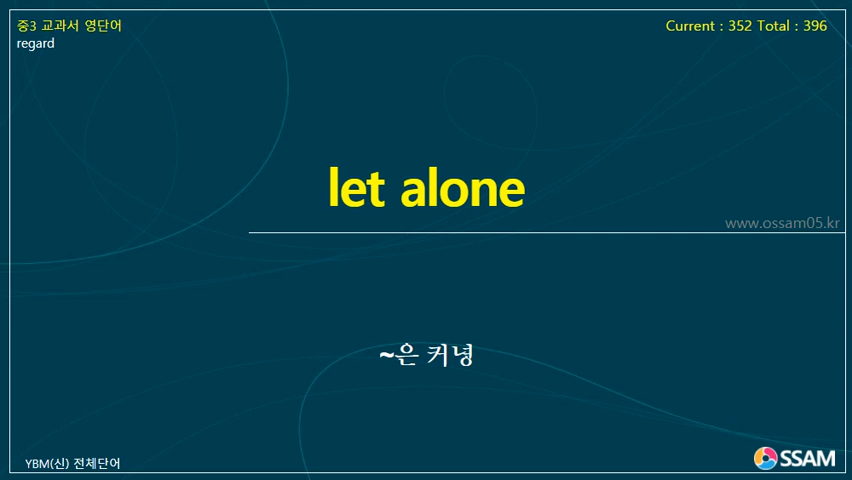 중3 교과서 영단어
Current : 352 Total : 396
regard
let alone
www.ossam05.kr
~은 커녕
YBM(신) 전체단어
SSAM